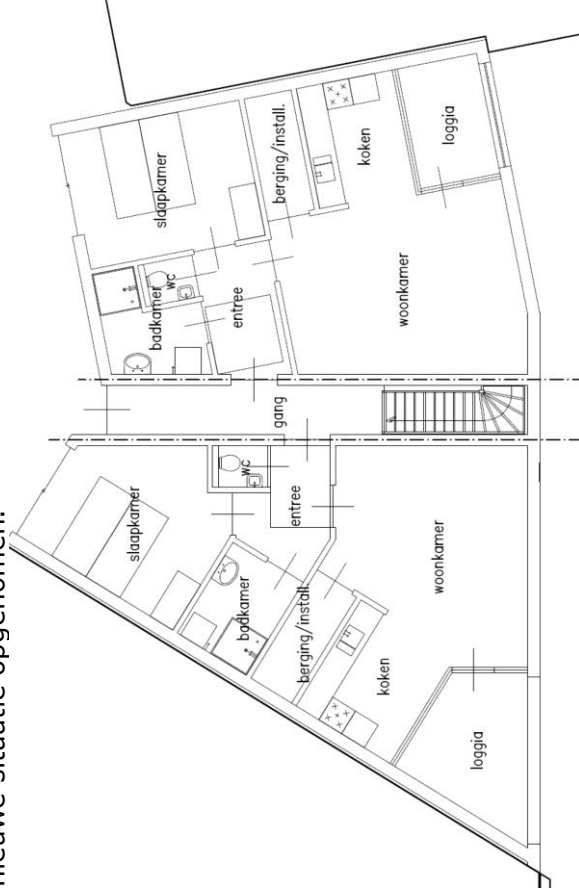 nieuwe situatie opgenomen.
slaapkamer
berging/install.
koken
loggia
wc
badkamer
entree
woonkamer
gang
slaapkamer
wc
entree
badkamer
berging/install.
woonkamer
koken
loggia